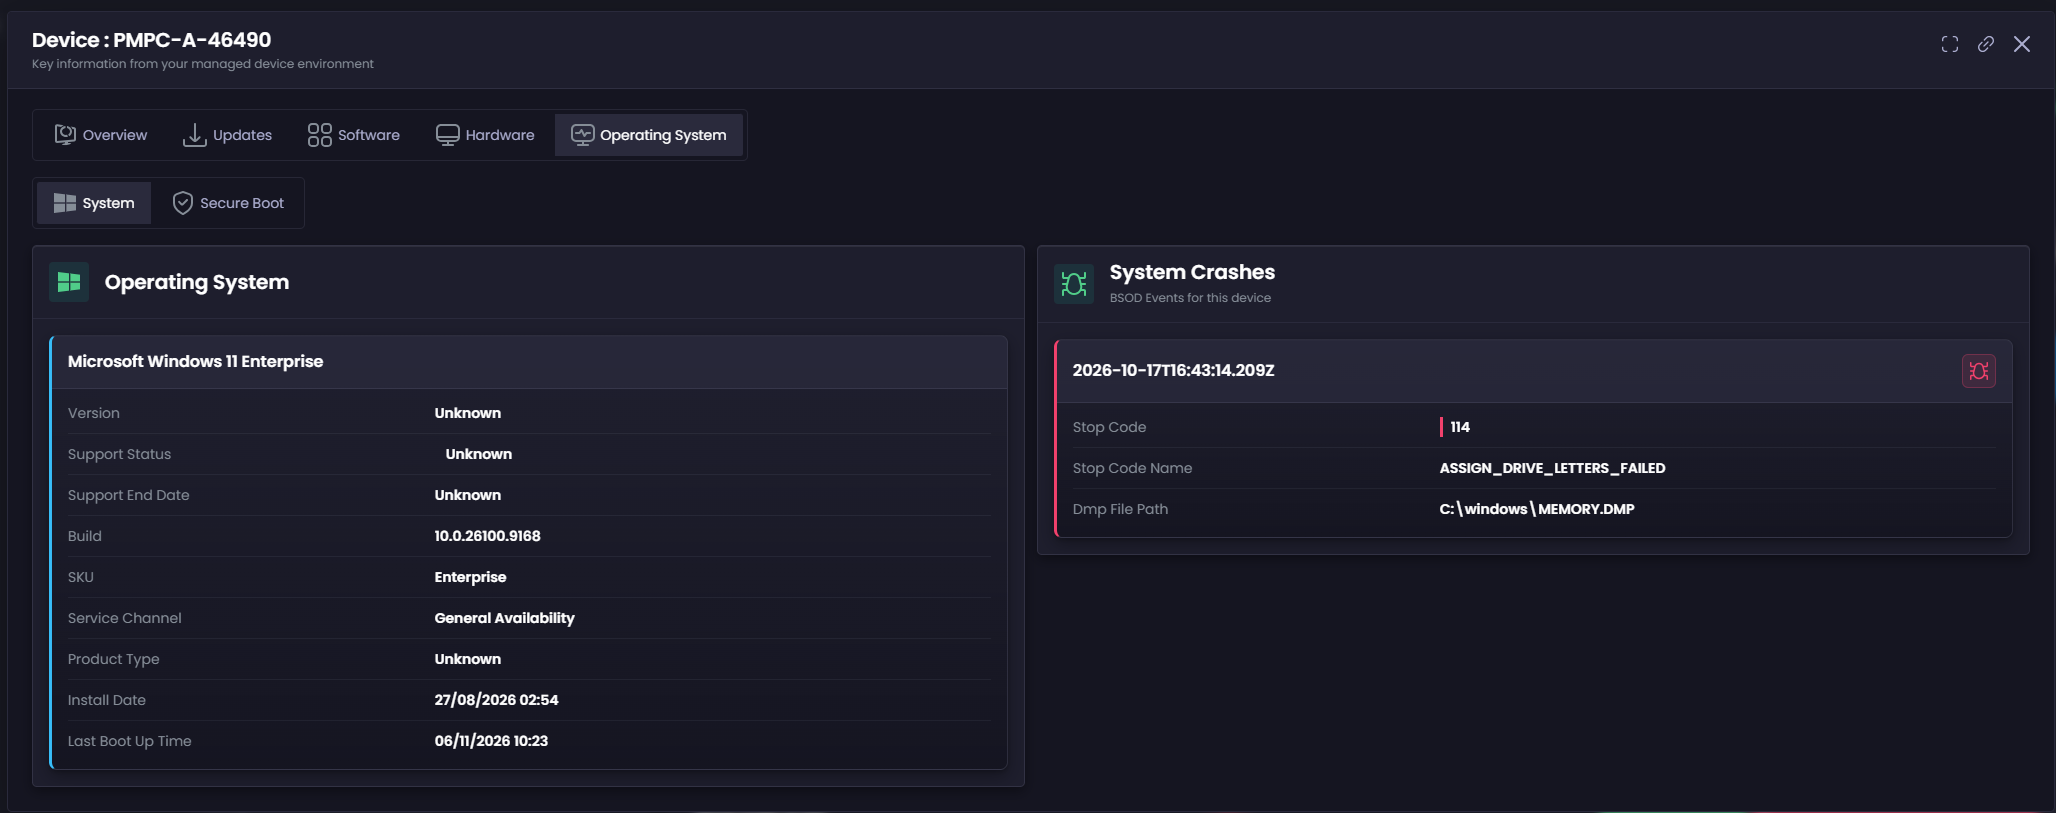 Device : PMPC-A-46490
Key information from your managed device environment
Overview Updates Software Hardware Operating System
System Secure Boot
Operating System
Microsoft Windows 11 Enterprise
Version Unknown
Support Status Unknown
Support End Date Unknown
Build 10.0.26100.9168
SKU Enterprise
Service Channel General Availability
Product Type Unknown
Install Date 27/08/2026 02:54
Last Boot Up Time 06/11/2026 10:23
System Crashes
BSOD Events for this device
2026-10-17T16:43:14.209Z
Stop Code 114
Stop Code Name ASSIGN_DRIVE_LETTERS_FAILED
Dmp File Path C:\windows\MEMORY.DMP